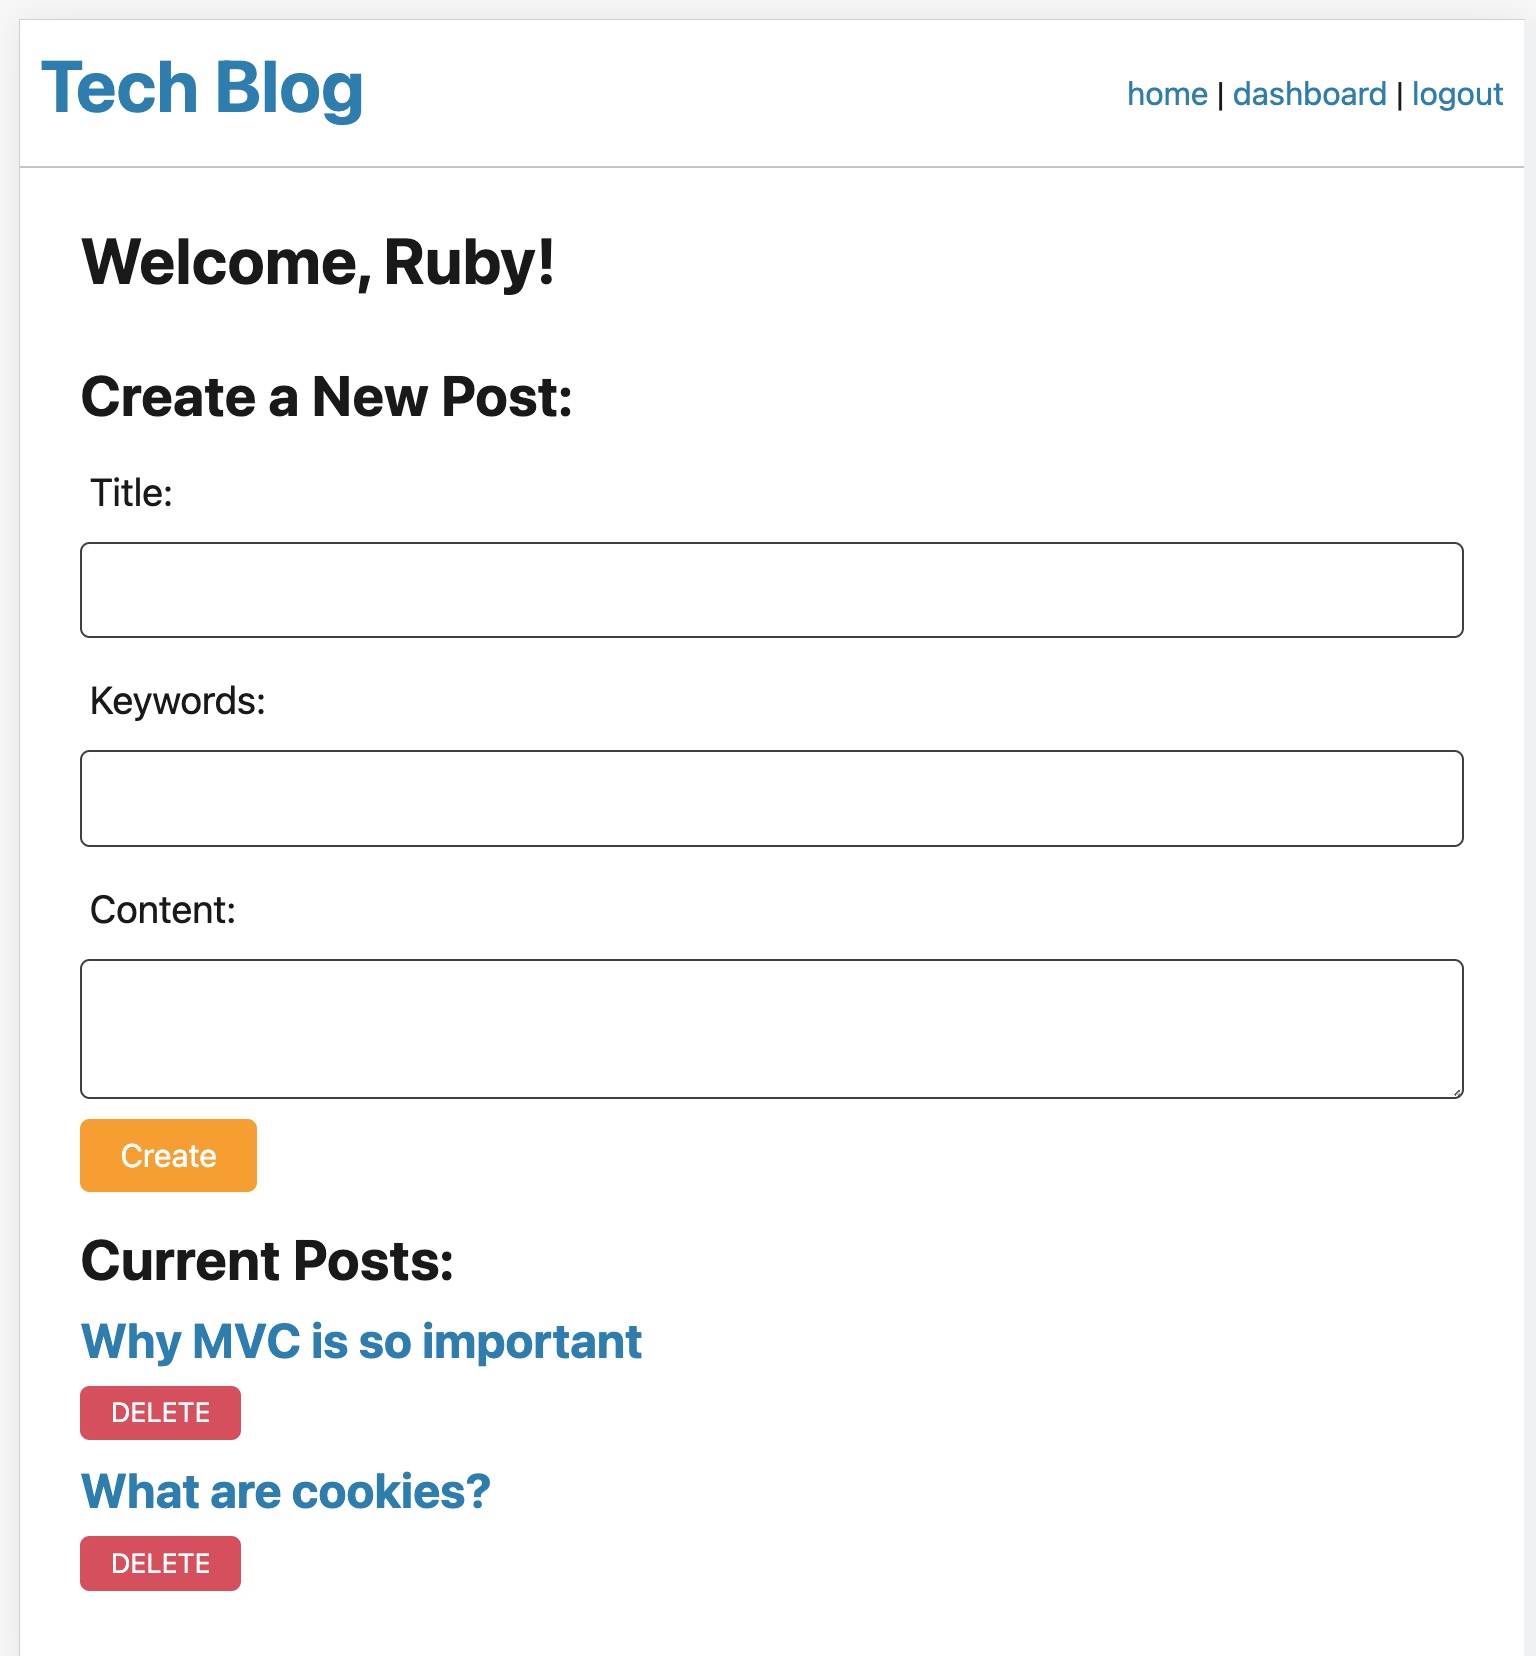 Tech Blog
home | dashboard | logout
Welcome, Ruby!
Create a New Post:
Title:
Keywords:
Content:
Create
Current Posts:
Why MVC is so important
DELETE
What are cookies?
DELETE